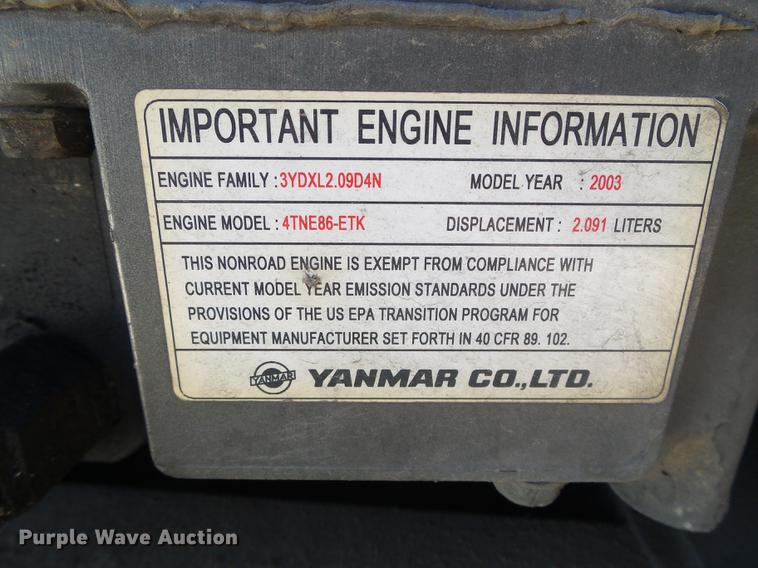 IMPORTANT ENGINE INFORMATION
ENGINE FAMILY : 3YDXL2.09D4N MODEL YEAR : 2003
ENGINE MODEL : 4TNE86-ETK DISPLACEMENT : 2.091 LITERS
THIS NONROAD ENGINE IS EXEMPT FROM COMPLIANCE WITH
CURRENT MODEL YEAR EMISSION STANDARDS UNDER THE
PROVISIONS OF THE US EPA TRANSITION PROGRAM FOR
EQUIPMENT MANUFACTURER SET FORTH IN 40 CFR 89. 102.
YANMAR YANMAR CO.,LTD.
Purple Wave Auction